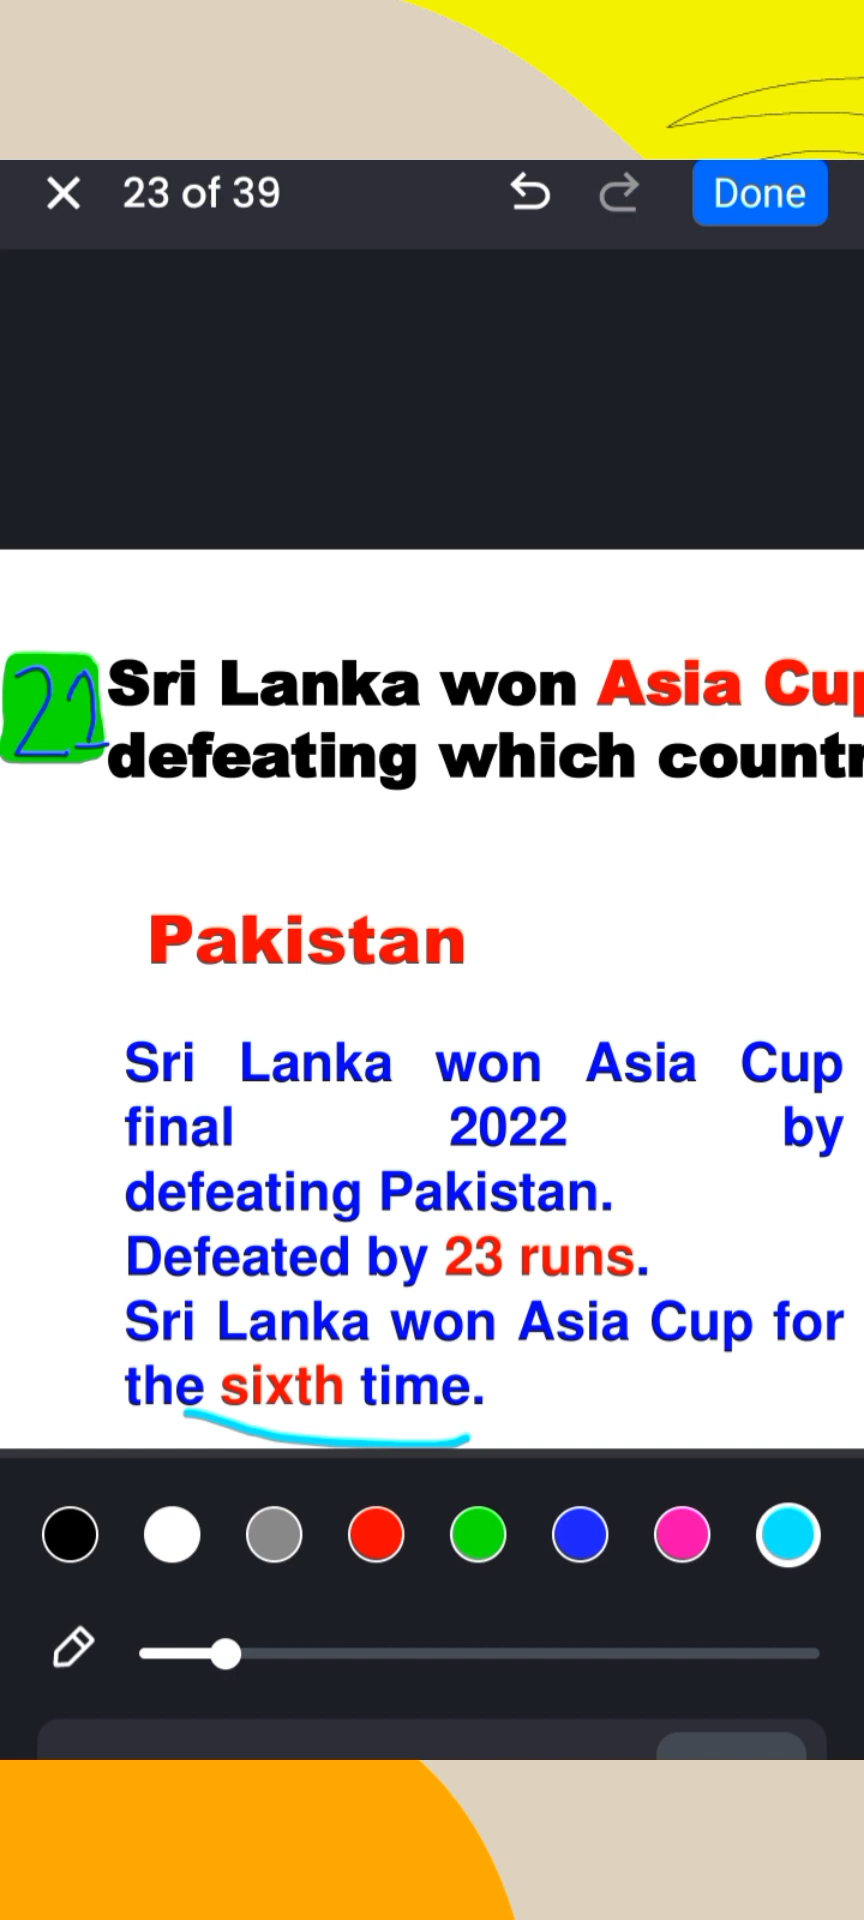 23 of 39
Done
21
Sri Lanka won Asia Cup
defeating which countr
Pakistan
Sri Lanka won Asia Cup
final 2022 by
defeating Pakistan.
Defeated by 23 runs.
Sri Lanka won Asia Cup for
the sixth time.